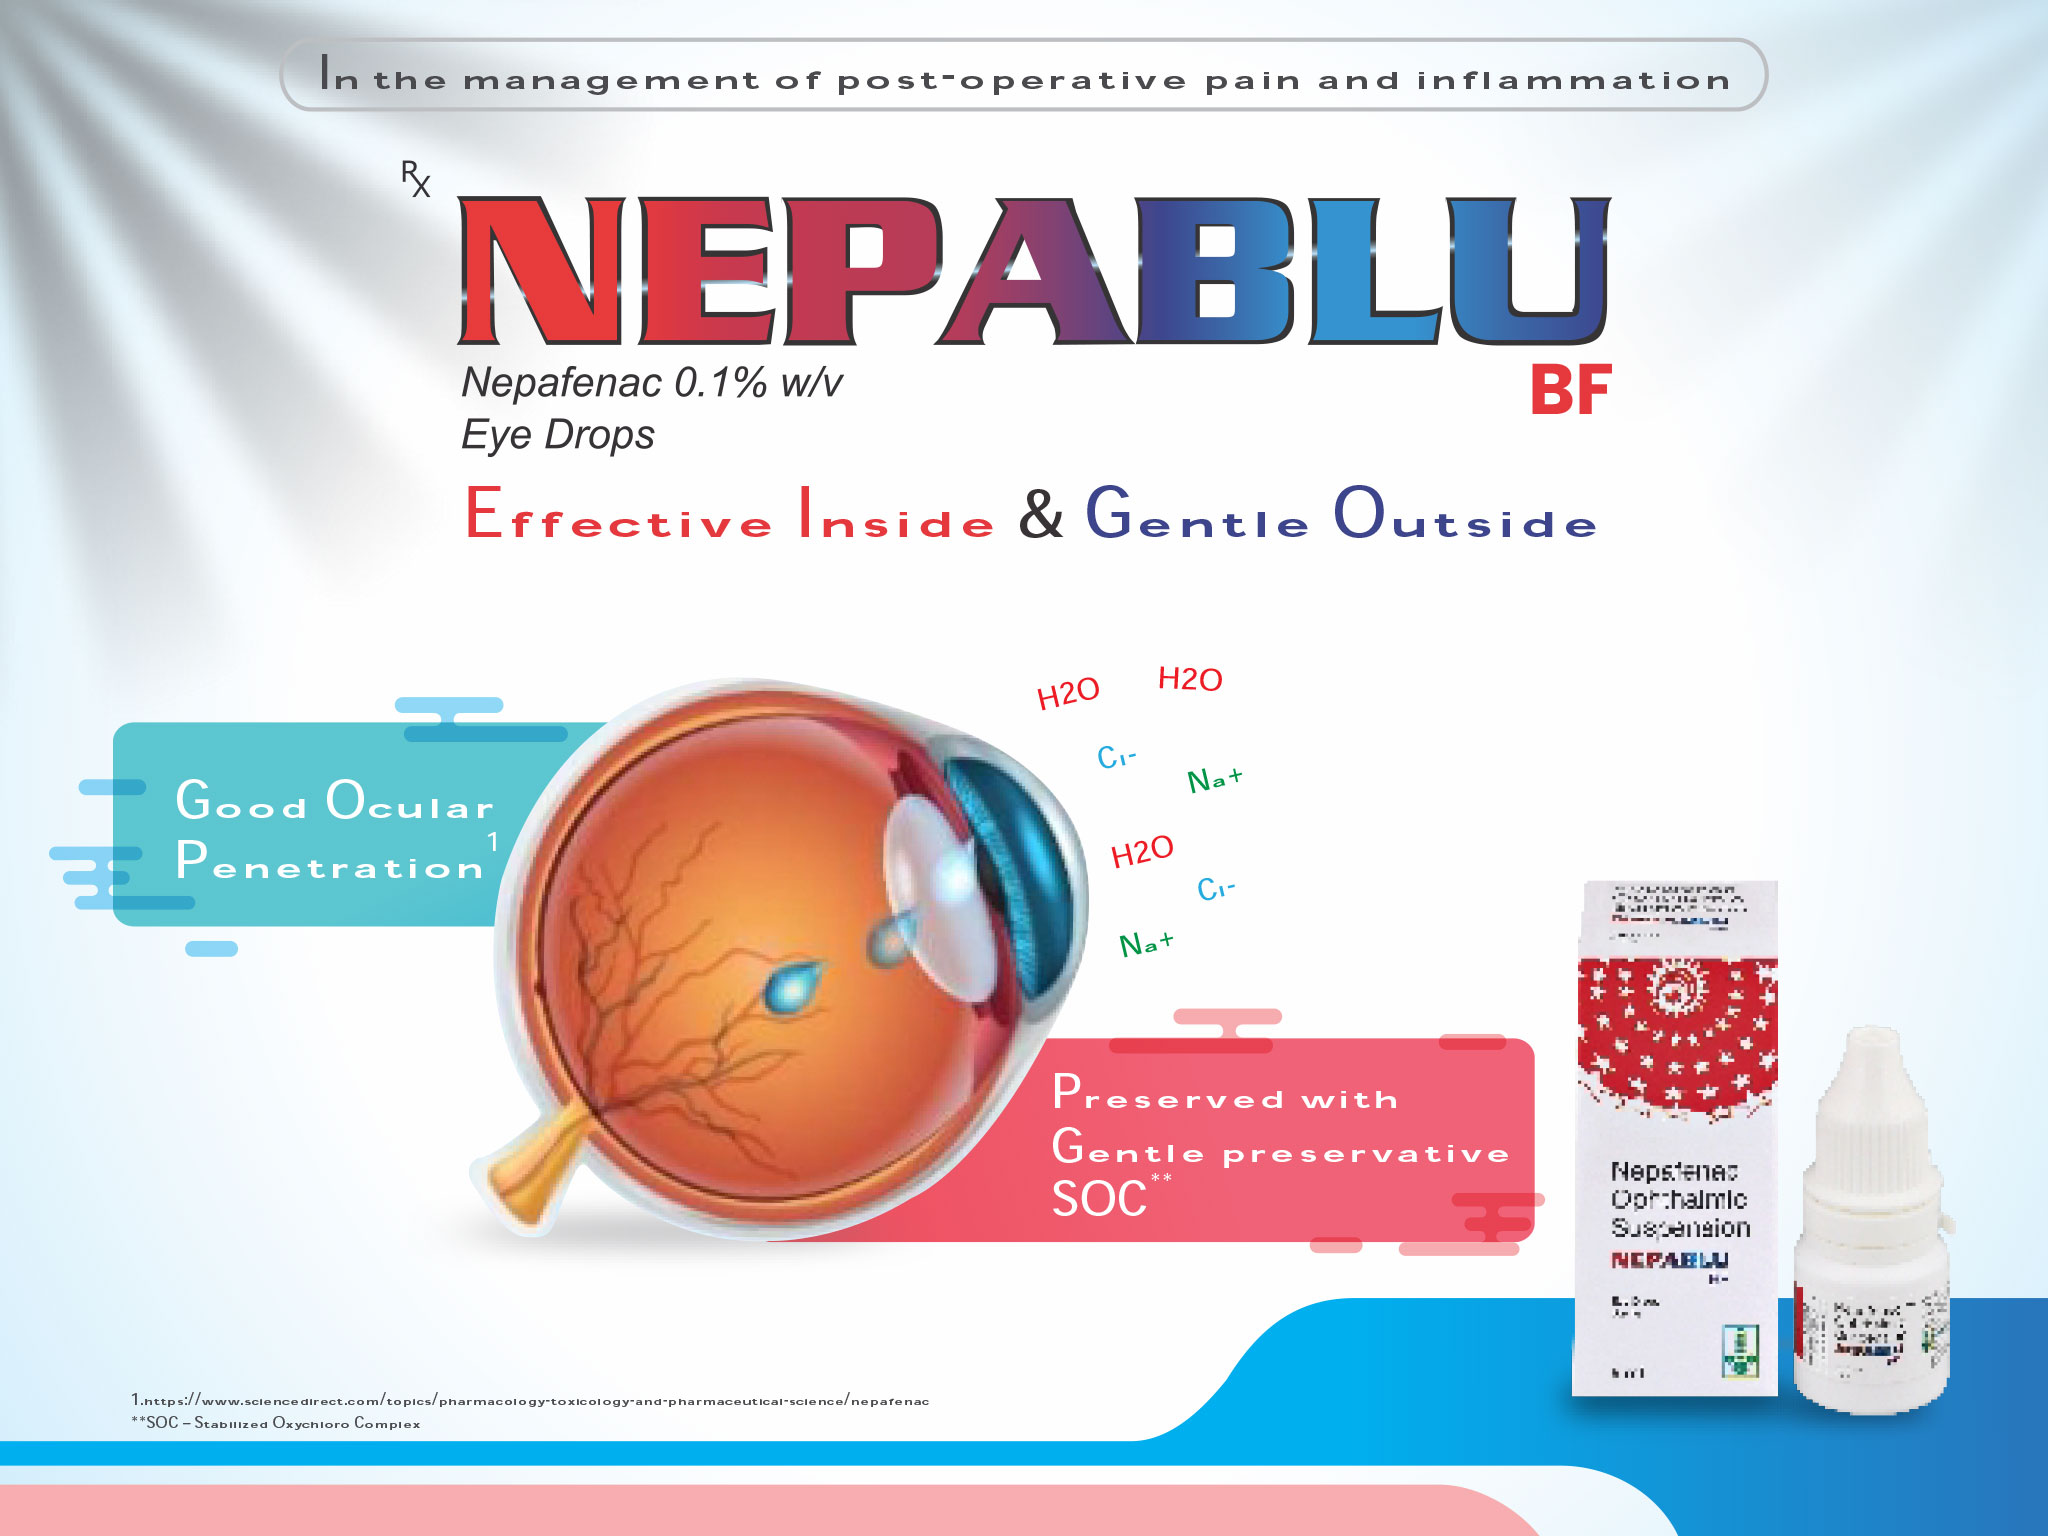 In the management of post-operative pain and inflammation
Rx
NEPABLU
BF
Nepafenac 0.1% w/v
Eye Drops
Effective Inside & Gentle Outside
H2O H2O
Cl-
Na+
H2O
Cl-
Na+
Good Ocular
Penetration1
Preserved with
Gentle preservative
SOC**
Nepafenac
Ophthalmic
Suspension
NEPABLU
1.https://www.sciencedirect.com/topics/pharmacology-toxicology-and-pharmaceutical-science/nepafenac
**SOC – Stabilized Oxychloro Complex